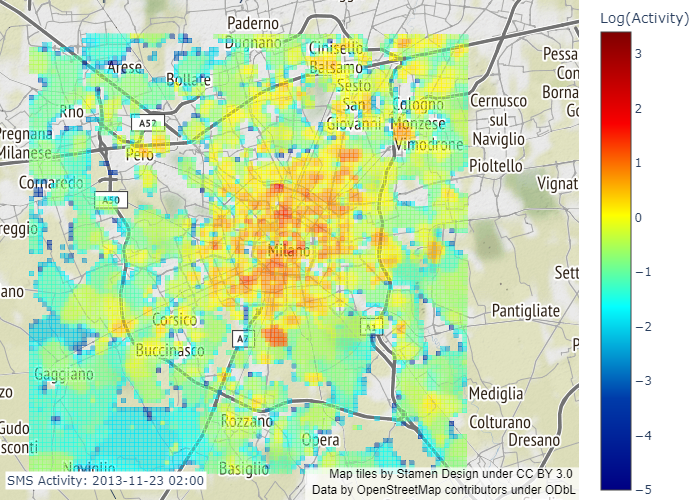 Paderno
Dugnano
Cinisello
Balsamo
Arese
Bollate
Sesto
San
Giovanni
Cologno
Monzese
Rho
A52
Pero
Cernusco
sul
Naviglio
Vimodrone
Pioltello
Pessa
Con
Borna
Go
Pregnana
Milanese
Cornaredo
A50
Vignat
reggio
Milano
Sett
ano
Pantigliate
Corsico
A7
A1
Buccinasco
P
Gaggiano
zo
Mediglia
Rozzano
Colturano
Dresano
Gudo
sconti
Opera
Noviglio
Basiglio
SMS Activity: 2013-11-23 02:00
Map tiles by Stamen Design under CC BY 3.0
Data by OpenStreetMap contributors under ODbL
Log(Activity)
3
2
1
0
−1
−2
−3
−4
−5